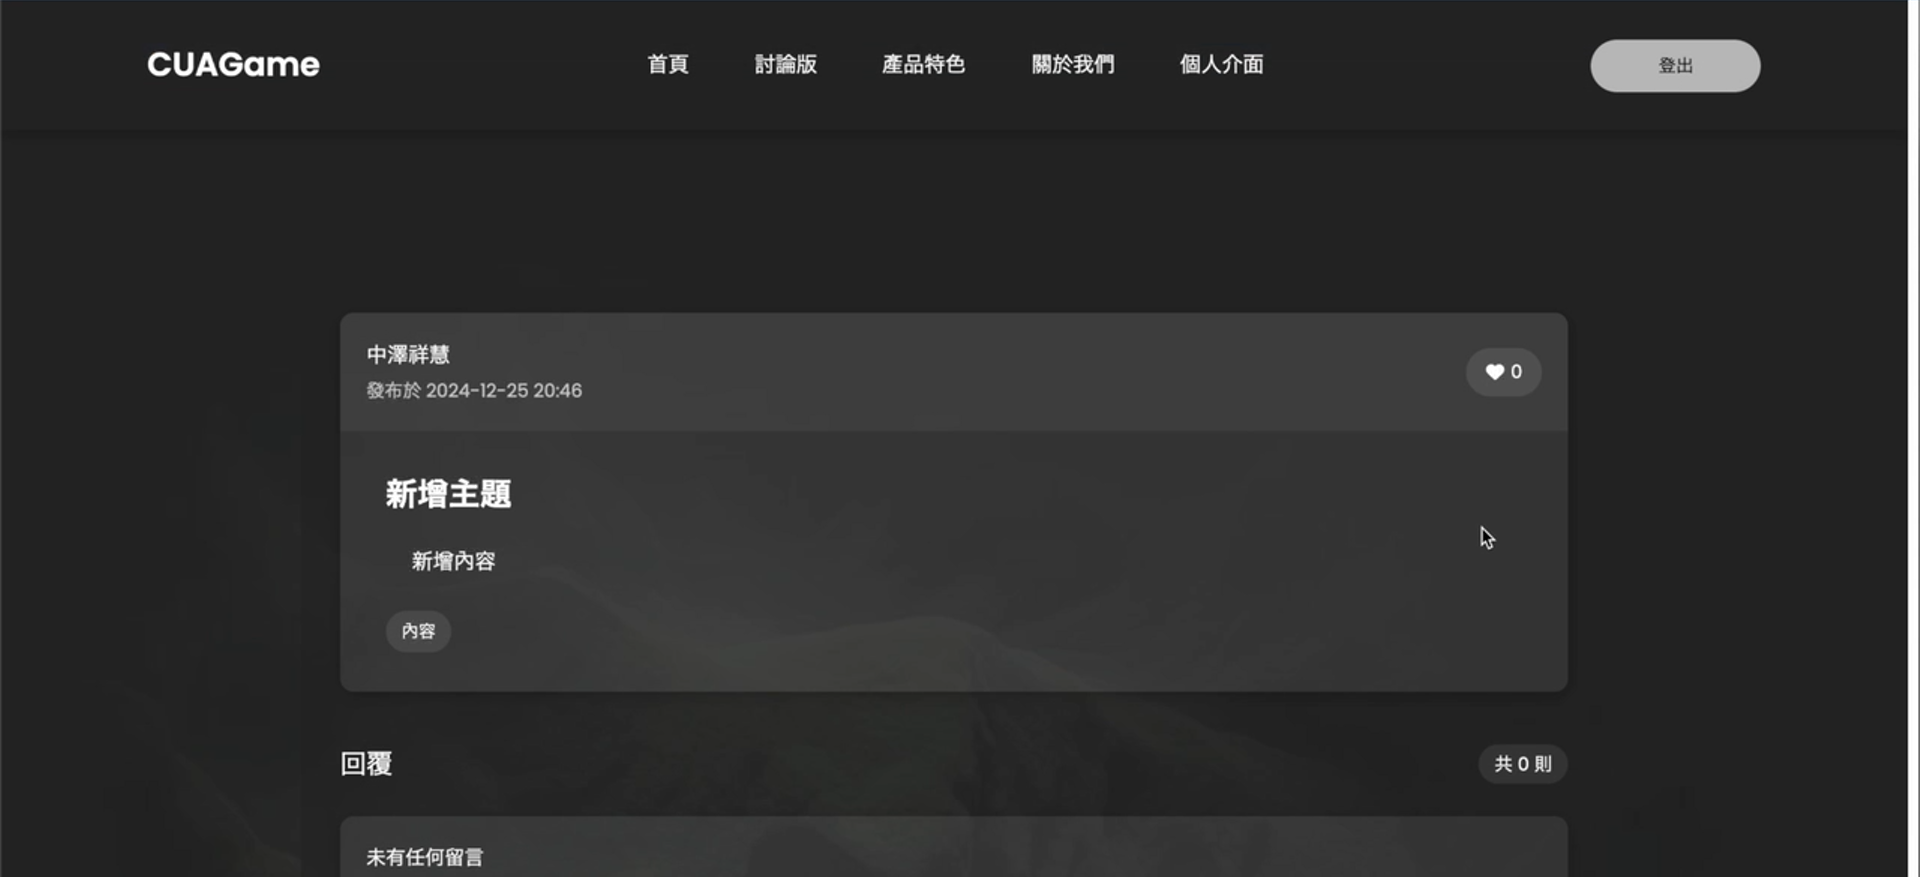 CUAGame
首頁 討論版 產品特色 關於我們 個人介面
登出
中澤祥慧
發布於 2024-12-25 20:46
0
新增主題
新增內容
內容
回覆
共 0 則
未有任何留言